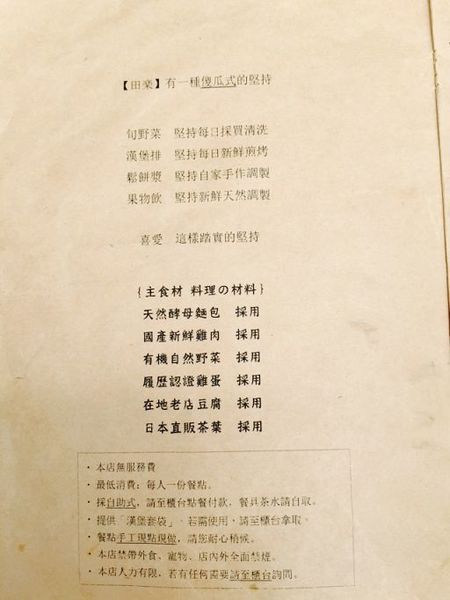 【田楽】有一種傻瓜式的堅持
旬野菜 堅持每日採買清洗
漢堡排 堅持每日新鮮煎烤
鬆餅漿 堅持自家手作調製
果物飲 堅持新鮮天然調製
喜愛 這樣踏實的堅持
{主食材 料理の材料}
天然酵母麵包 採用
國產新鮮雞肉 採用
有機自然野菜 採用
履歷認證雞蛋 採用
在地老店豆腐 採用
日本直販茶葉 採用
・本店無服務費
・最低消費：每人一份餐點。
・採自助式，請至櫃台點餐付款，餐具茶水請自取。
・提供「漢堡套袋」，若需使用，請至櫃台拿取。
・餐點手工現點現做，請您耐心稍候。
・本店禁帶外食、寵物、店內外全面禁煙。
・本店人力有限，若有任何需要請至櫃台詢問。